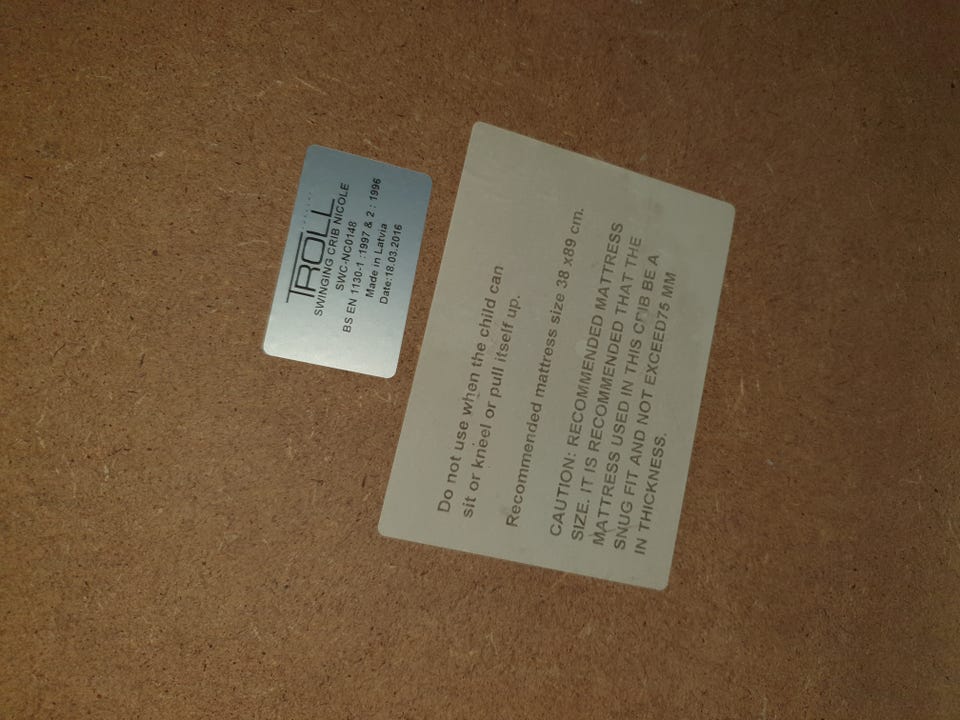 TROLL
SWINGING CRIB NICOLE
SWC-NC0148
BS EN 1130-1 :1997 & 2 : 1996
Made in Latvia
Date:18.03.2016
Do not use when the child can
sit or kneel or pull itself up.
Recommended mattress size 38 x89 cm.
CAUTION: RECOMMENDED MATTRESS
SIZE. IT IS RECOMMENDED THAT THE
MATTRESS USED IN THIS CRIB BE A
SNUG FIT AND NOT EXCEED75 MM
IN THICKNESS.